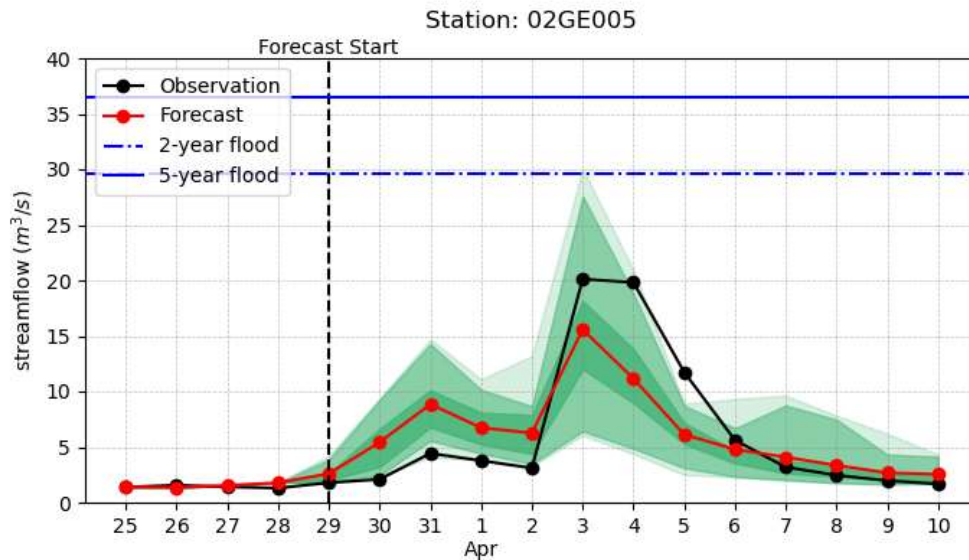 Station: 02GE005
Forecast Start
40
35
30
25
20
15
10
5
0
streamflow (m³/s)
Observation
Forecast
2-year flood
5-year flood
25 26 27 28 29 30 31 1 2 3 4 5 6 7 8 9 10
Apr